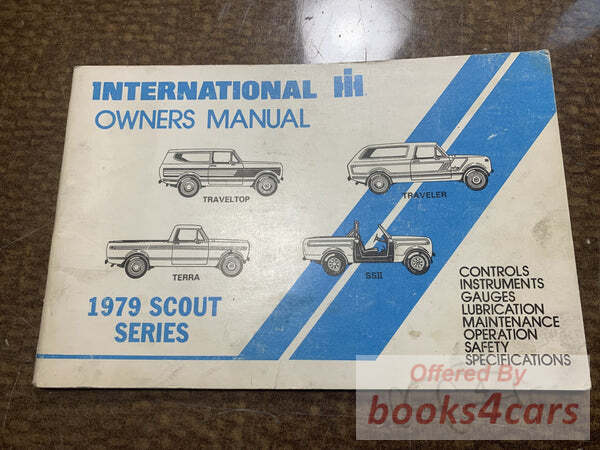 INTERNATIONAL IH
OWNERS MANUAL
TRAVELTOP
TRAVELER
TERRA
SSII
1979 SCOUT
SERIES
CONTROLS
INSTRUMENTS
GAUGES
LUBRICATION
MAINTENANCE
OPERATION
SAFETY
SPECIFICATIONS
Offered By
books4cars